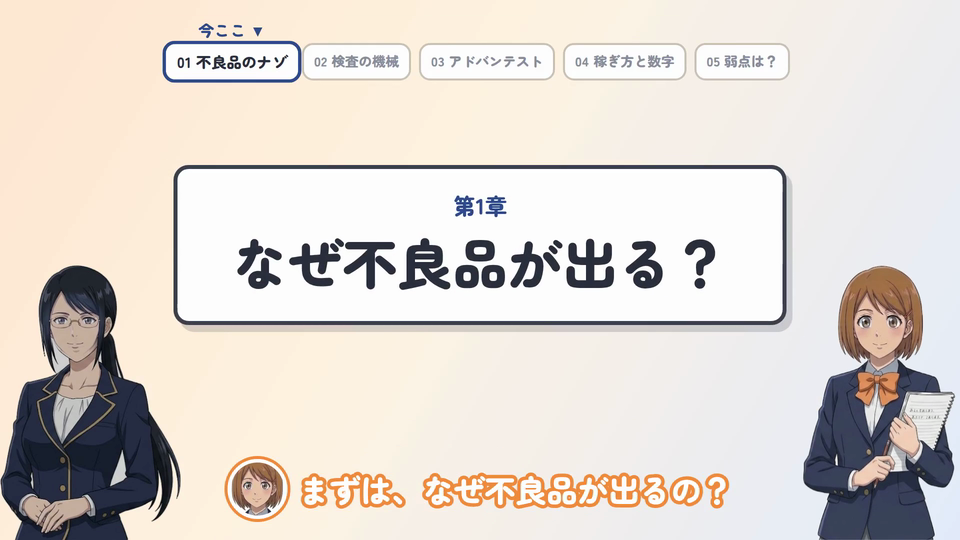 今ここ ▼
01 不良品のナゾ
02 検査の機械
03 アドバンテスト
04 稼ぎ方と数字
05 弱点は？
第1章
なぜ不良品が出る？
まずは、なぜ不良品が出るの？